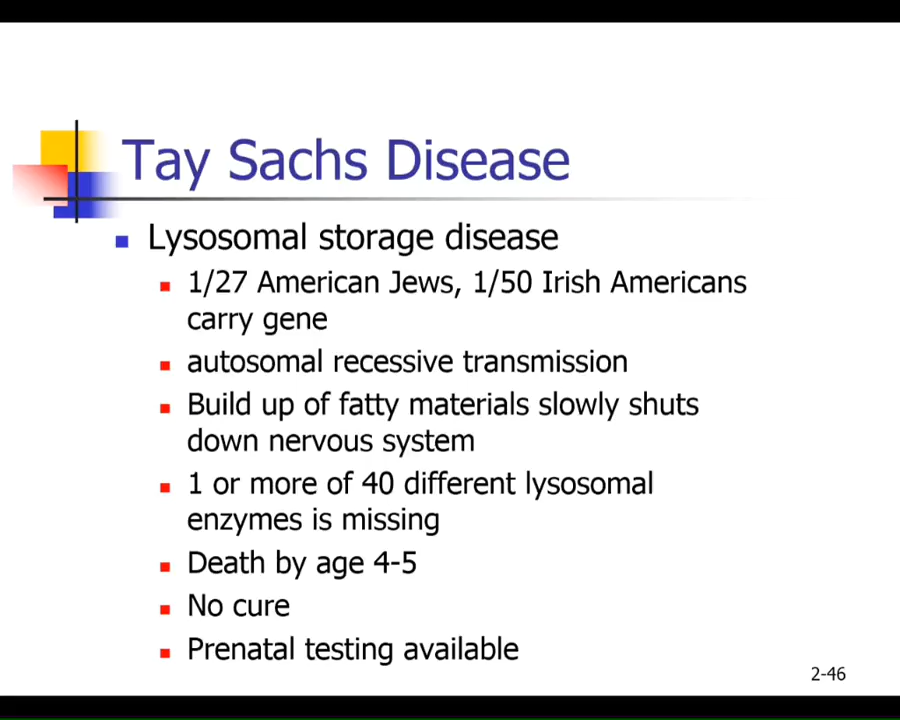 Tay Sachs Disease
Lysosomal storage disease
1/27 American Jews, 1/50 Irish Americans
carry gene
autosomal recessive transmission
Build up of fatty materials slowly shuts
down nervous system
1 or more of 40 different lysosomal
enzymes is missing
Death by age 4-5
No cure
Prenatal testing available
2-46